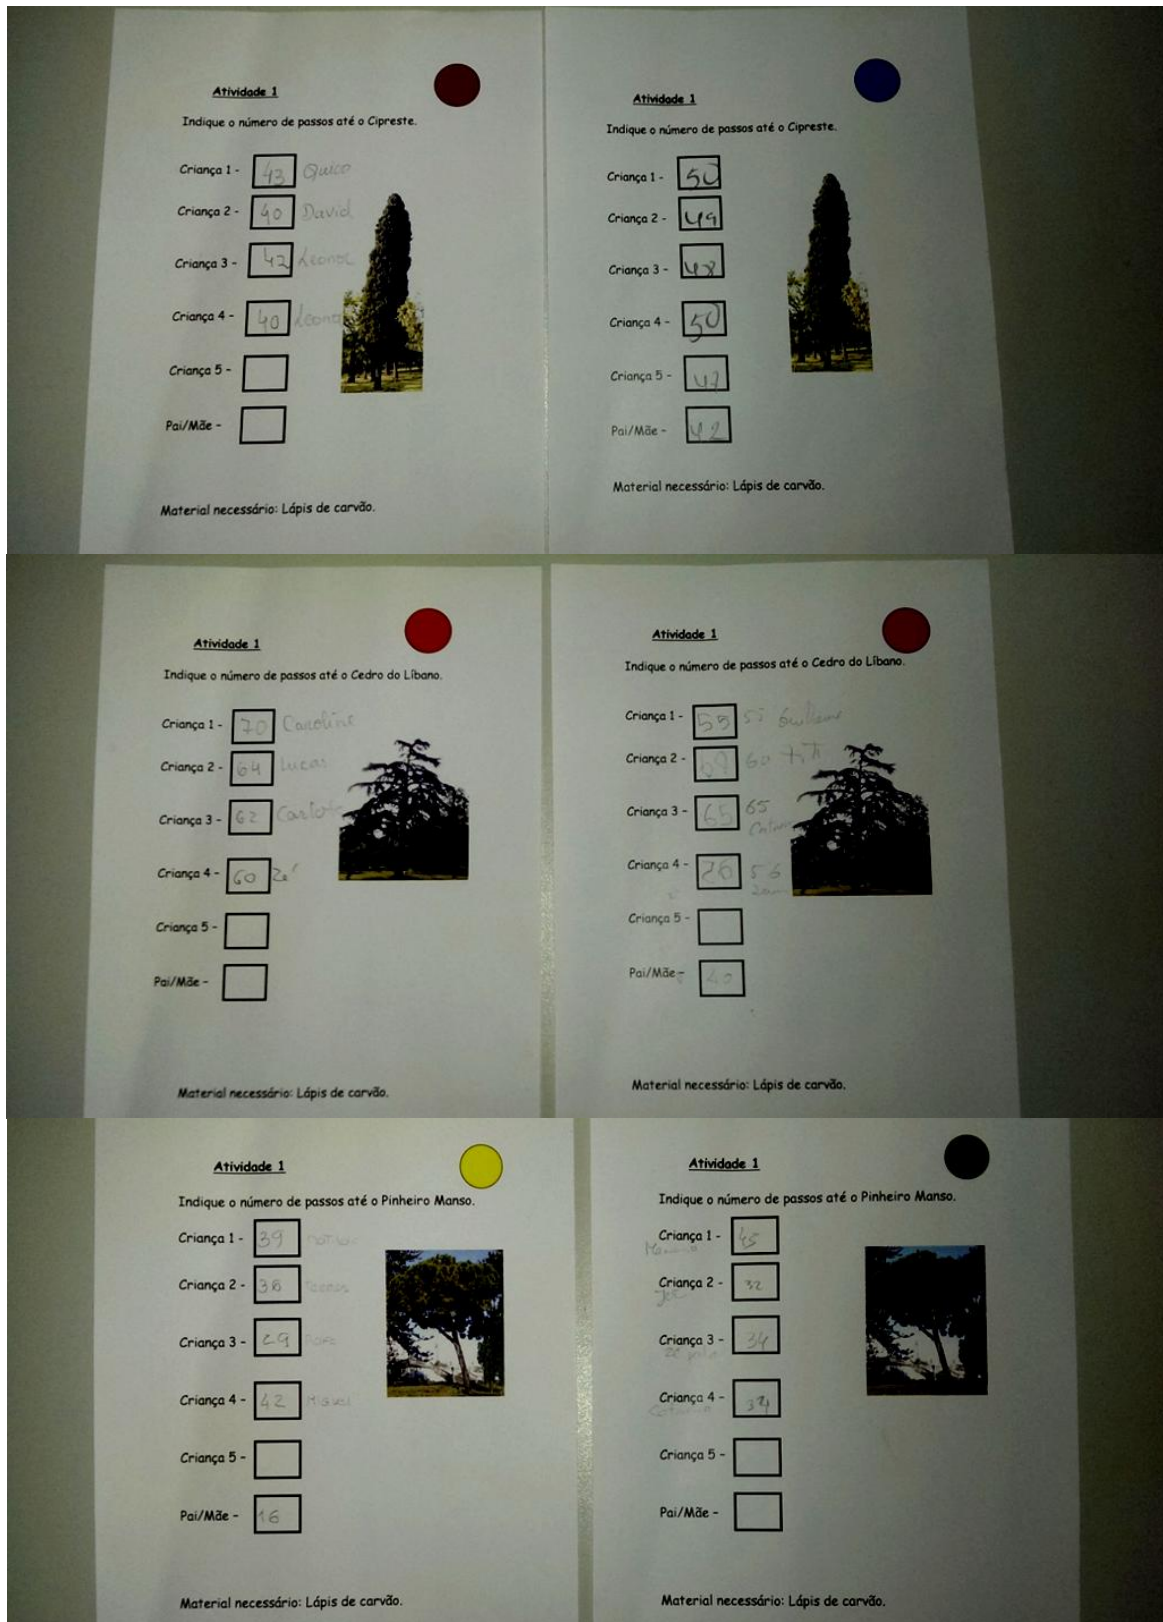 Atividade 1
Indique o número de passos até o Cipreste.
Criança 1 - 43 Quico
Criança 2 - 40 David
Criança 3 - 42 Leonor
Criança 4 - 40 Leonor
Criança 5 -
Pai/Mãe -
Material necessário: Lápis de carvão.
Atividade 1
Indique o número de passos até o Cipreste.
Criança 1 - 50
Criança 2 - 49
Criança 3 - 48
Criança 4 - 50
Criança 5 - 47
Pai/Mãe - 42
Material necessário: Lápis de carvão.
Atividade 1
Indique o número de passos até o Cedro do Líbano.
Criança 1 - 70 Caroline
Criança 2 - 64 Lucas
Criança 3 - 62
Criança 4 - 60 Zé
Criança 5 -
Pai/Mãe -
Material necessário: Lápis de carvão.
Atividade 1
Indique o número de passos até o Cedro do Líbano.
Criança 1 - 55 55
Criança 2 - 60
Criança 3 - 65 65
Criança 4 - 56
Criança 5 -
Pai/Mãe - 40
Material necessário: Lápis de carvão.
Atividade 1
Indique o número de passos até o Pinheiro Manso.
Criança 1 - 39
Criança 2 - 36
Criança 3 - 29
Criança 4 - 42 Miguel
Criança 5 -
Pai/Mãe - 16
Material necessário: Lápis de carvão.
Atividade 1
Indique o número de passos até o Pinheiro Manso.
Criança 1 - 45
Criança 2 - 32
Criança 3 - 34
Criança 4 - 34
Criança 5 -
Pai/Mãe -
Material necessário: Lápis de carvão.